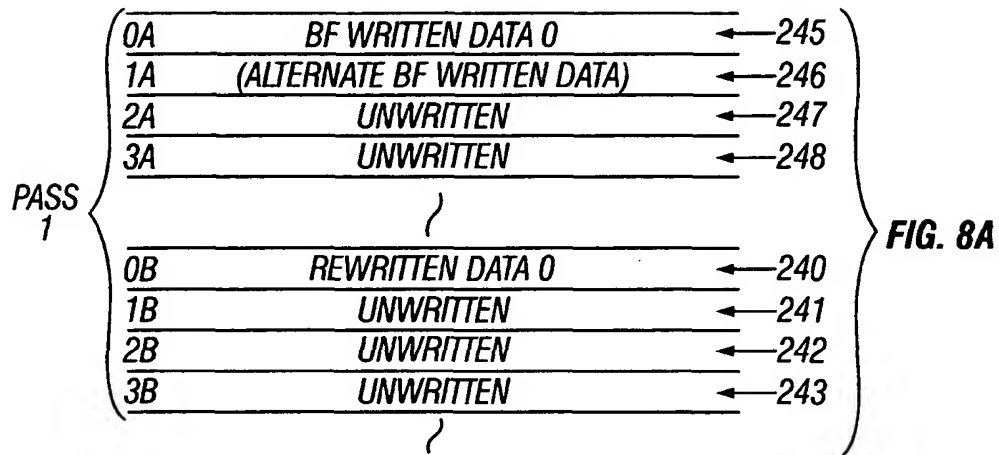 0A BF WRITTEN DATA 0 245
1A (ALTERNATE BF WRITTEN DATA) 246
2A UNWRITTEN 247
3A UNWRITTEN 248
PASS 1
FIG. 8A
0B REWRITTEN DATA 0 240
1B UNWRITTEN 241
2B UNWRITTEN 242
3B UNWRITTEN 243